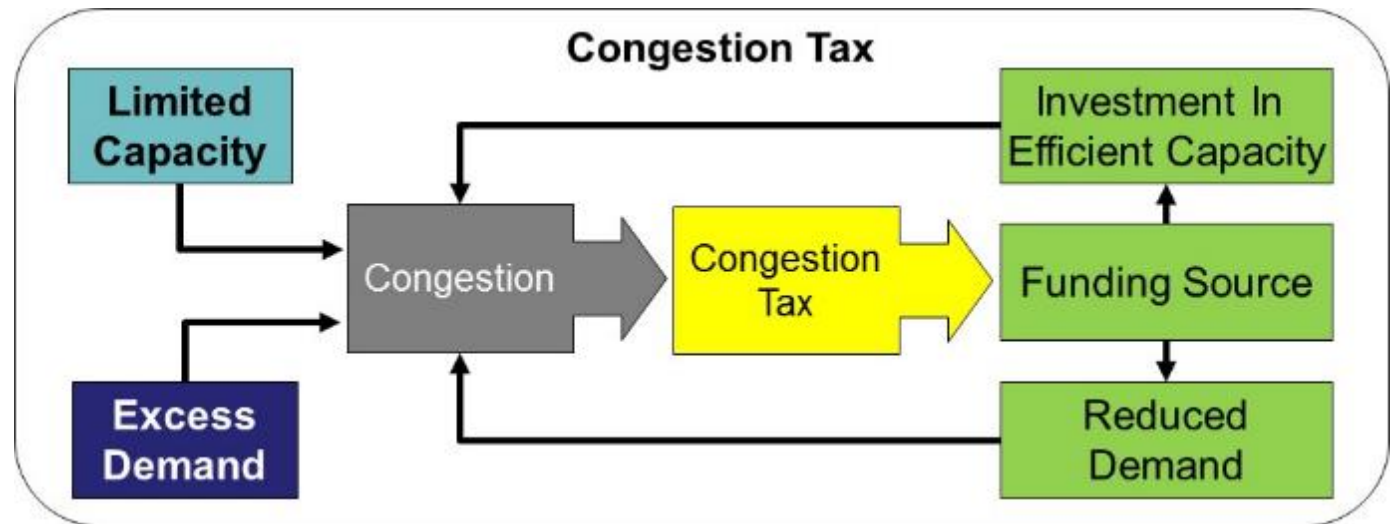 Congestion Tax
Limited
Capacity
Investment In
Efficient Capacity
Congestion
Congestion
Tax
Funding Source
Excess
Demand
Reduced
Demand